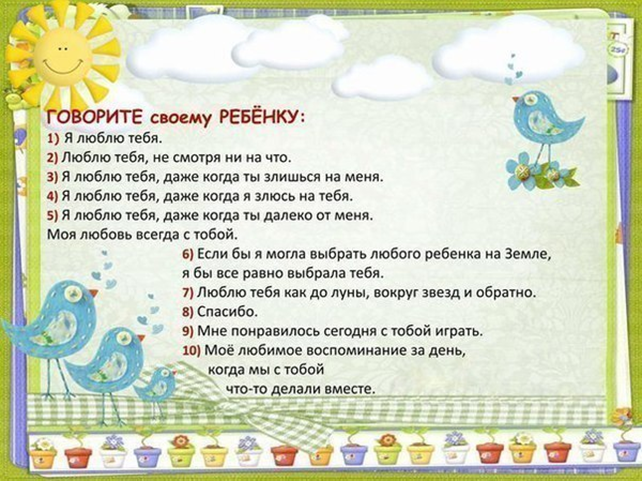 ГОВОРИТЕ своему РЕБЁНКУ:
1) Я люблю тебя.
2) Люблю тебя, не смотря ни на что.
3) Я люблю тебя, даже когда ты злишься на меня.
4) Я люблю тебя, даже когда я злюсь на тебя.
5) Я люблю тебя, даже когда ты далеко от меня.
Моя любовь всегда с тобой.
6) Если бы я могла выбрать любого ребенка на Земле,
я бы все равно выбрала тебя.
7) Люблю тебя как до луны, вокруг звезд и обратно.
8) Спасибо.
9) Мне понравилось сегодня с тобой играть.
10) Моё любимое воспоминание за день,
когда мы с тобой
что-то делали вместе.